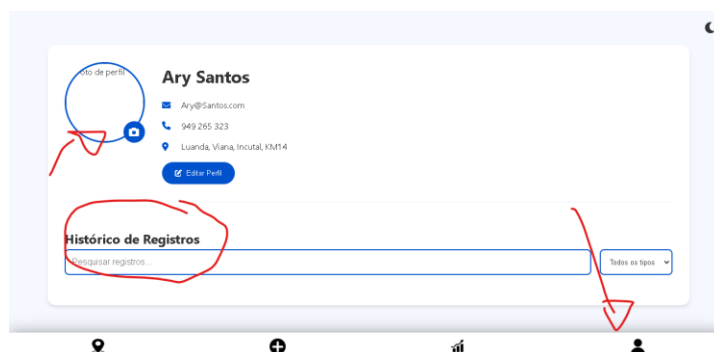 oto de perfil
Ary Santos
Ary@Santos.com
949 265 323
Luanda, Viana, Incutal, KM14
Editar Perfil
Histórico de Registros
Pesquisar registros...
Todos os tipos